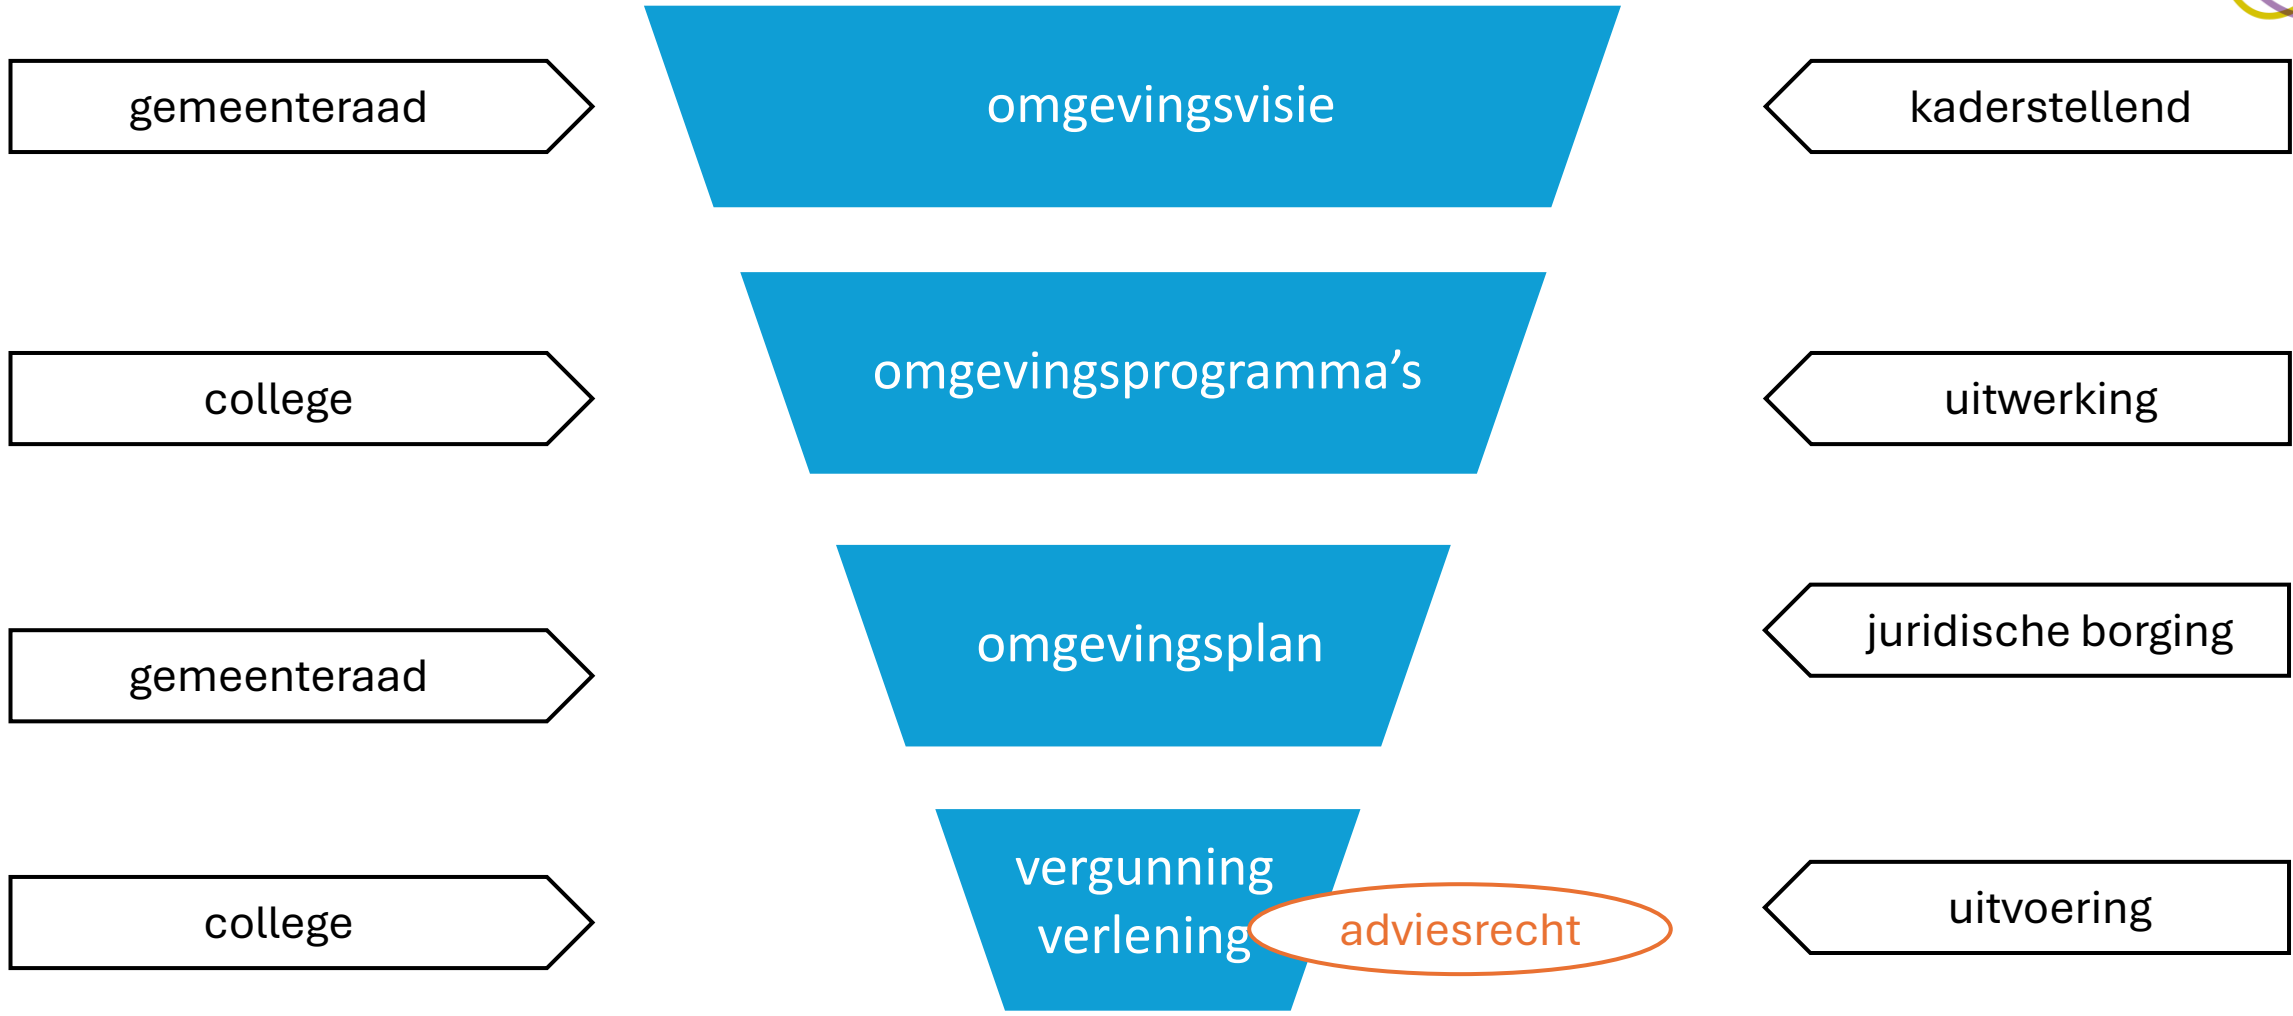 gemeenteraad
omgevingsvisie
kaderstellend
college
omgevingsprogramma’s
uitwerking
gemeenteraad
omgevingsplan
juridische borging
college
vergunning
verlening
adviesrecht
uitvoering